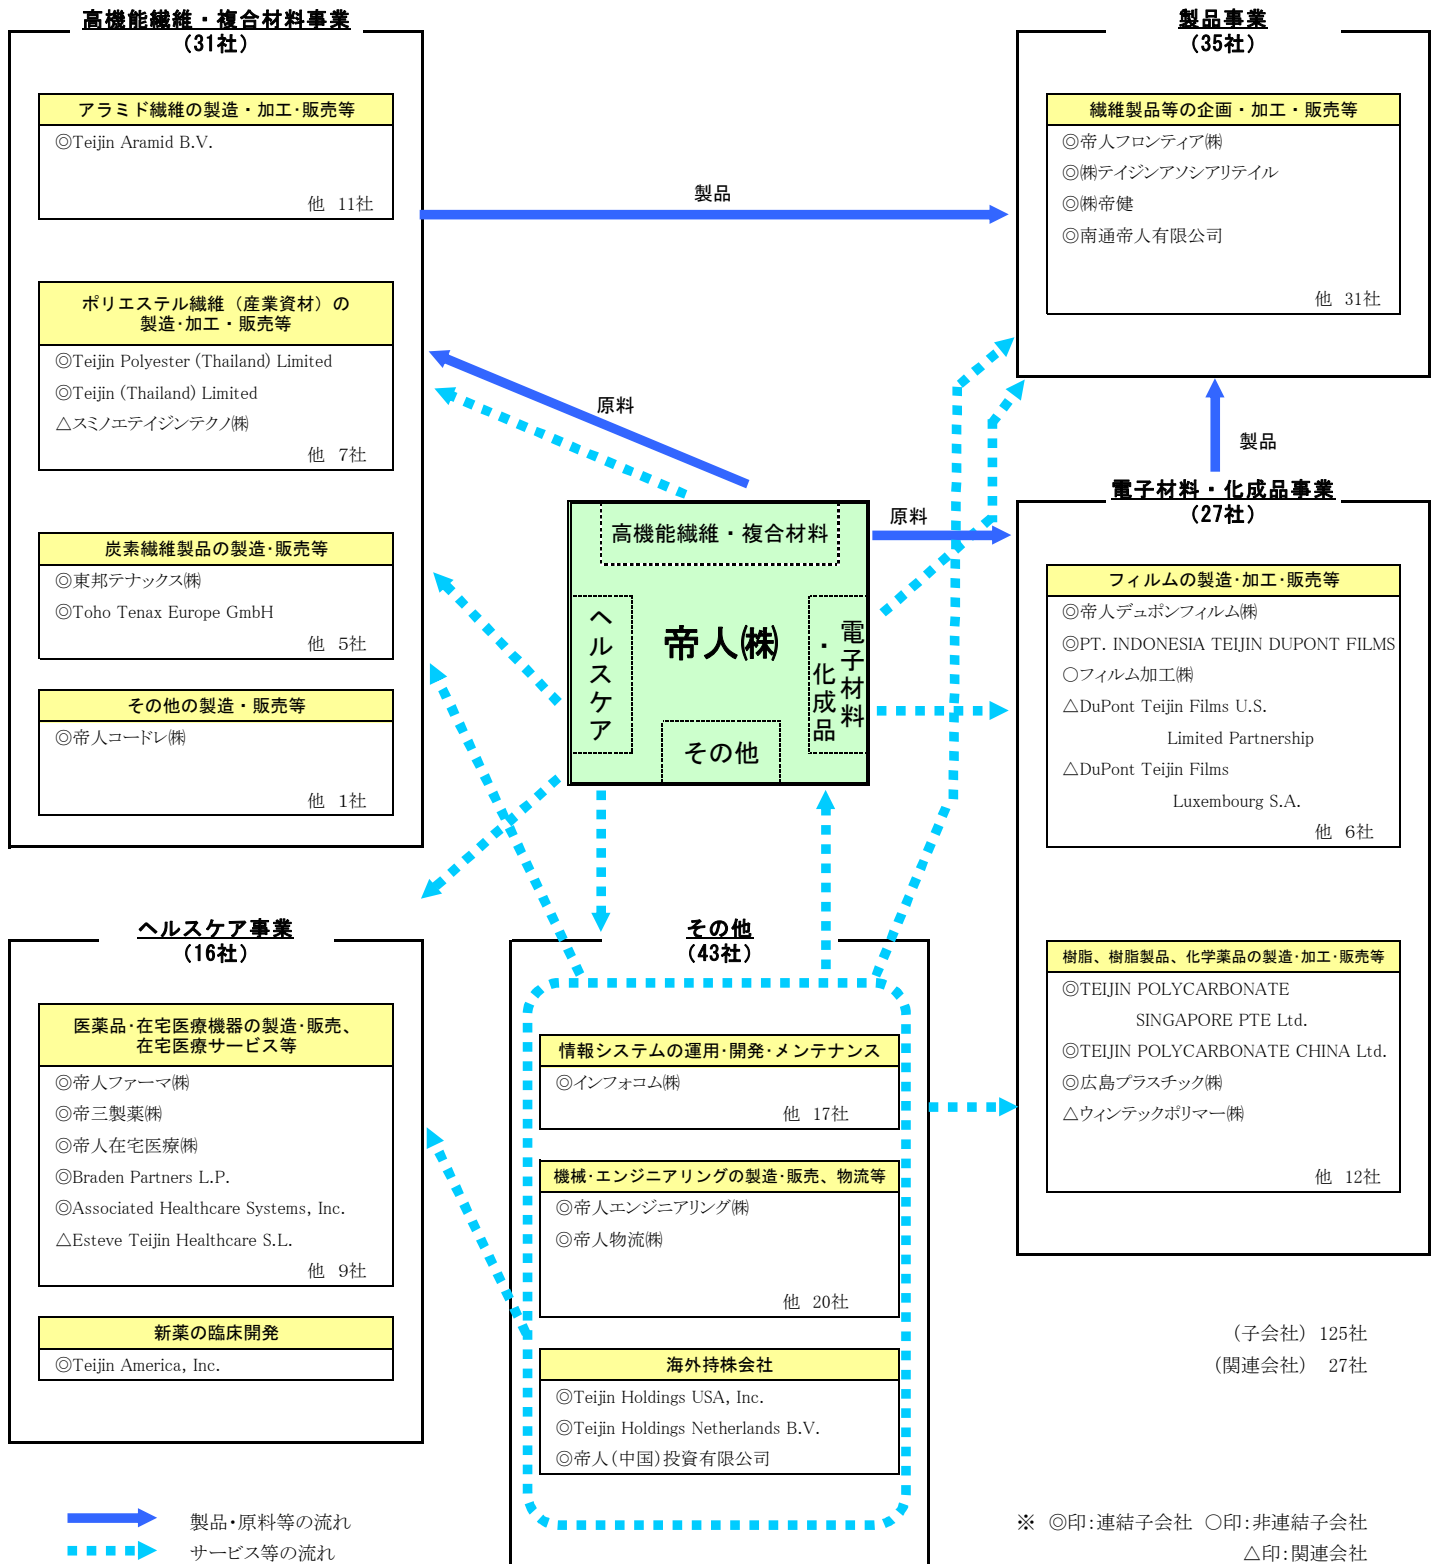 高機能繊維・複合材料事業
（31社）
アラミド繊維の製造・加工・販売等
◎Teijin Aramid B.V.
他 11社
ポリエステル繊維（産業資材）の
製造・加工・販売等
◎Teijin Polyester (Thailand) Limited
◎Teijin (Thailand) Limited
△スミノエテイジンテクノ㈱
他 7社
炭素繊維製品の製造・販売等
◎東邦テナックス㈱
◎Toho Tenax Europe GmbH
他 5社
その他の製造・販売等
◎帝人コードレ㈱
他 1社
製品
製品事業
（35社）
繊維製品等の企画・加工・販売等
◎帝人フロンティア㈱
◎㈱テイジンアソシアリテイル
◎㈱帝健
◎南通帝人有限公司
他 31社
原料
製品
原料
高機能繊維・複合材料
ヘルスケア
帝人㈱
電子材料
・化成品
その他
電子材料・化成品事業
（27社）
フィルムの製造・加工・販売等
◎帝人デュポンフィルム㈱
◎PT. INDONESIA TEIJIN DUPONT FILMS
○フィルム加工㈱
△DuPont Teijin Films U.S.
Limited Partnership
△DuPont Teijin Films
Luxembourg S.A.
他 6社
樹脂、樹脂製品、化学薬品の製造・加工・販売等
◎TEIJIN POLYCARBONATE
SINGAPORE PTE Ltd.
◎TEIJIN POLYCARBONATE CHINA Ltd.
◎広島プラスチック㈱
△ウィンテックポリマー㈱
他 12社
ヘルスケア事業
（16社）
医薬品・在宅医療機器の製造・販売、
在宅医療サービス等
◎帝人ファーマ㈱
◎帝三製薬㈱
◎帝人在宅医療㈱
◎Braden Partners L.P.
◎Associated Healthcare Systems, Inc.
△Esteve Teijin Healthcare S.L.
他 9社
新薬の臨床開発
◎Teijin America, Inc.
その他
（43社）
情報システムの運用・開発・メンテナンス
◎インフォコム㈱
他 17社
機械・エンジニアリングの製造・販売、物流等
◎帝人エンジニアリング㈱
◎帝人物流㈱
他 20社
海外持株会社
◎Teijin Holdings USA, Inc.
◎Teijin Holdings Netherlands B.V.
◎帝人（中国）投資有限公司
（子会社） 125社
（関連会社） 27社
製品・原料等の流れ
サービス等の流れ
※ ◎印：連結子会社 ○印：非連結子会社
△印：関連会社